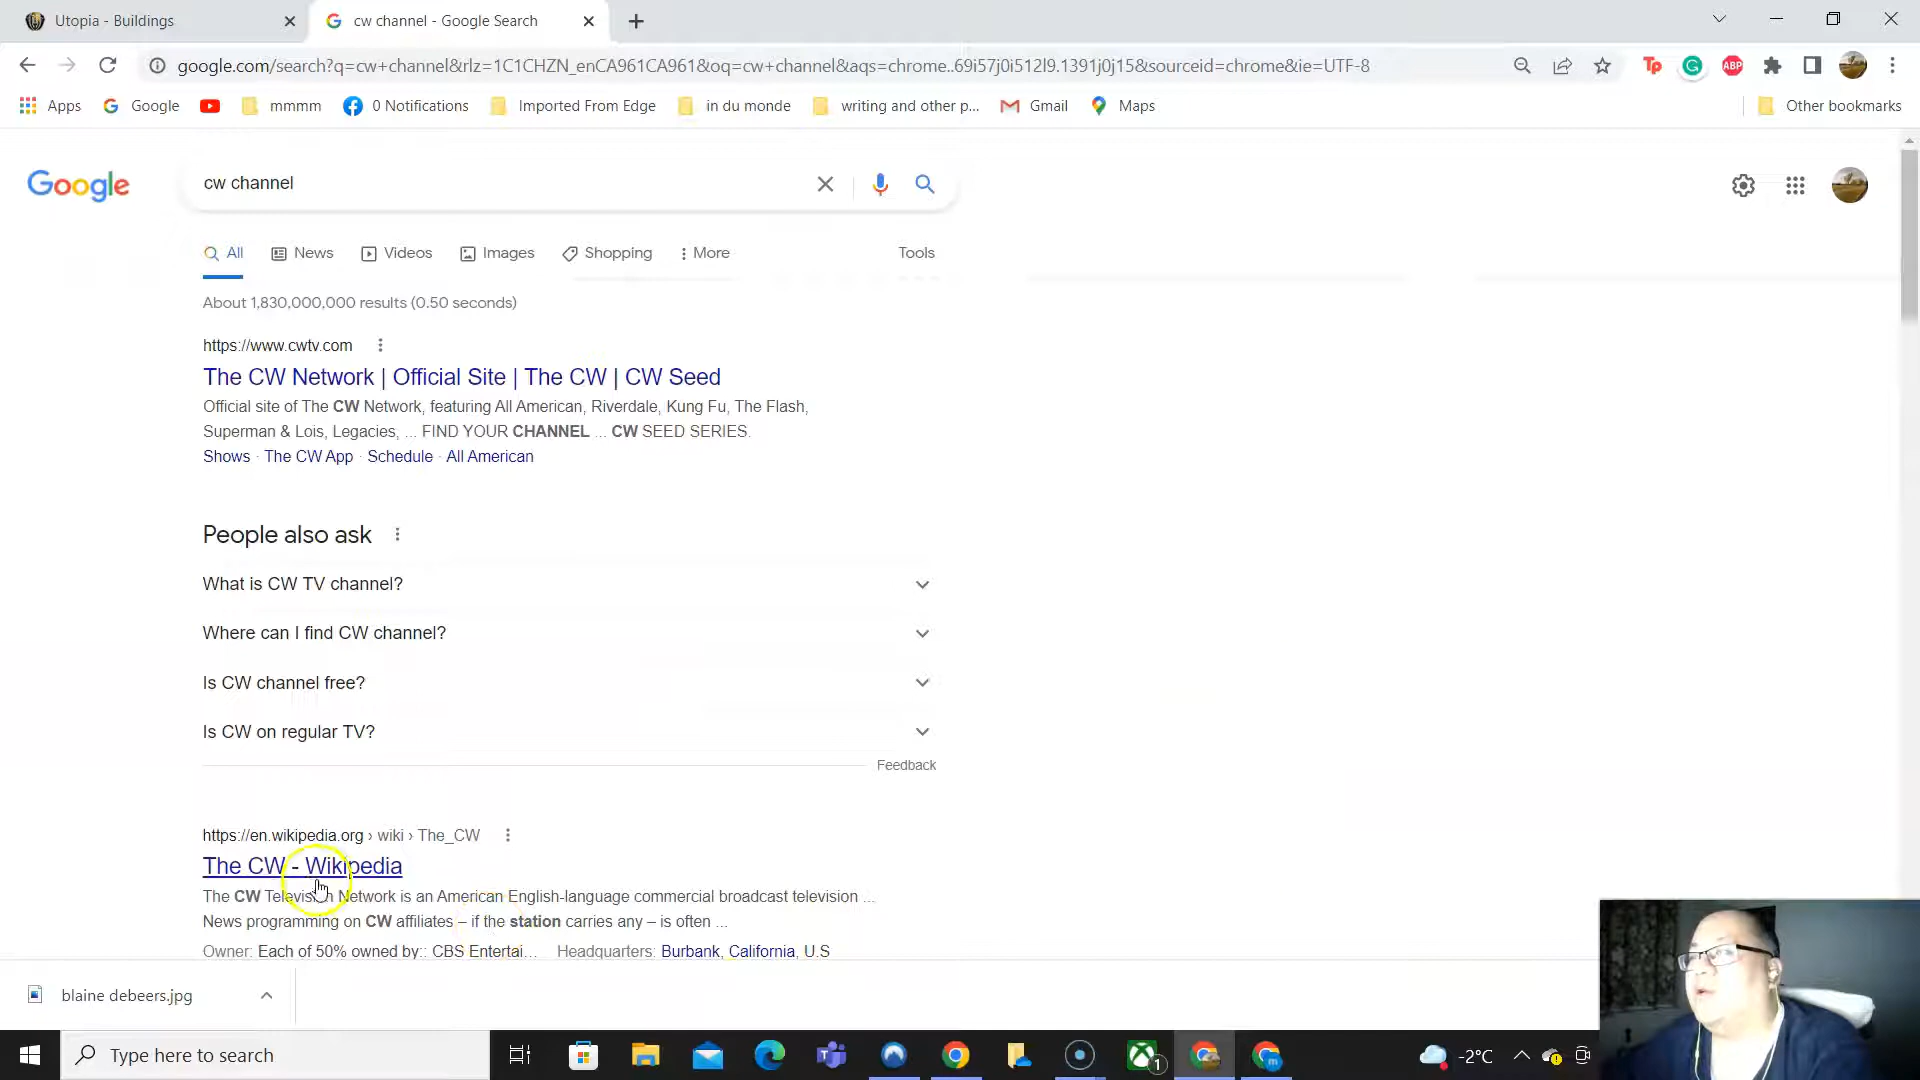 Utopia - Buildings
cw channel - Google Search
google.com/search?q=cw+channel&rlz=1C1CHZN_enCA961CA961&oq=cw+channel&aqs=chrome..69i57j0i512l9.1391j0j15&sourceid=chrome&ie=UTF-8
Tp
G
ABP
Apps
Google
mmmm
0 Notifications
Imported From Edge
in du monde
writing and other p...
Gmail
Maps
Other bookmarks
Google
cw channel
All
News
Videos
Images
Shopping
More
Tools
About 1,830,000,000 results (0.50 seconds)
https://www.cwtv.com
The CW Network | Official Site | The CW | CW Seed
Official site of The CW Network, featuring All American, Riverdale, Kung Fu, The Flash,
Superman & Lois, Legacies, ... FIND YOUR CHANNEL ... CW SEED SERIES.
Shows · The CW App · Schedule · All American
People also ask
What is CW TV channel?
Where can I find CW channel?
Is CW channel free?
Is CW on regular TV?
Feedback
https://en.wikipedia.org › wiki › The_CW
The CW - Wikipedia
The CW Television Network is an American English-language commercial broadcast television ...
News programming on CW affiliates – if the station carries any – is often ...
Owner: Each of 50% owned by:: CBS Entertai... Headquarters: Burbank, California, U.S
blaine debeers.jpg
Type here to search
1
m
-2°C